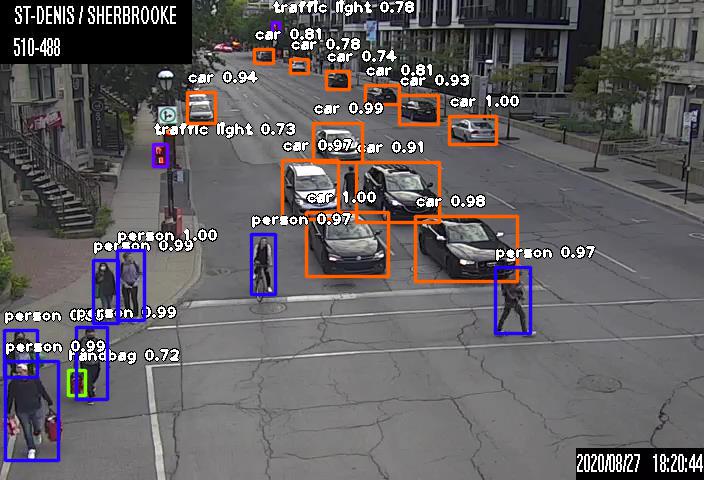 ST-DENIS / SHERBROOKE
510-488
traffic light 0.78
car 0.81
car 0.78
car 0.74
car 0.94
car 0.81
car 0.93
car 1.00
car 0.99
traffic light 0.73
car 0.97
car 0.91
car 1.00
car 0.98
person 0.97
person 1.00
person 0.99
person 0.97
person
person 0.99
person 0.99
handbag 0.72
2020/08/27 18:20:44